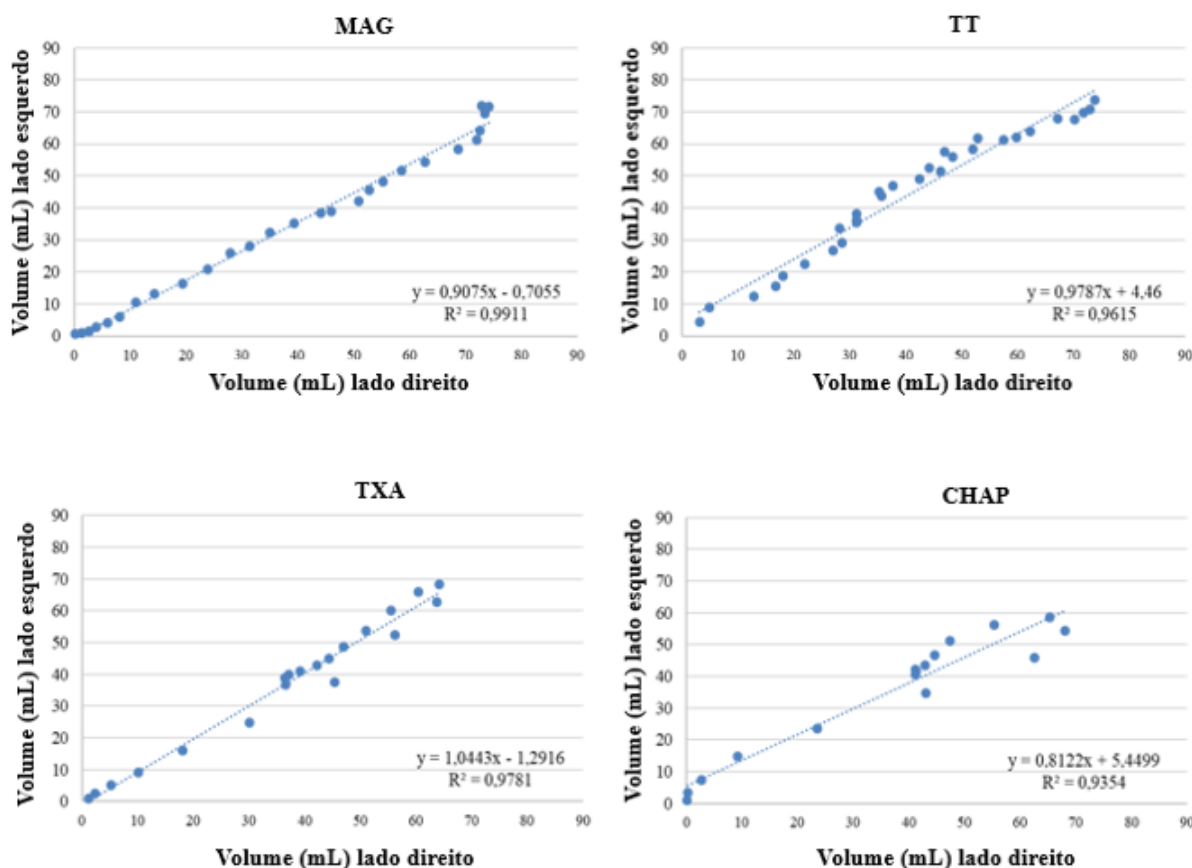 MAG
Volume (mL) lado esquerdo
90
80
70
60
50
40
30
20
10
0
y = 0,9075x - 0,7055
R² = 0,9911
0 10 20 30 40 50 60 70 80 90
Volume (mL) lado direito
TT
Volume (mL) lado esquerdo
90
80
70
60
50
40
30
20
10
0
y = 0,9787x + 4,46
R² = 0,9615
0 10 20 30 40 50 60 70 80 90
Volume (mL) lado direito
TXA
Volume (mL) lado esquerdo
90
80
70
60
50
40
30
20
10
0
y = 1,0443x - 1,2916
R² = 0,9781
0 10 20 30 40 50 60 70 80 90
Volume (mL) lado direito
CHAP
Volume (mL) lado esquerdo
90
80
70
60
50
40
30
20
10
0
y = 0,8122x + 5,4499
R² = 0,9354
0 10 20 30 40 50 60 70 80 90
Volume (mL) lado direito